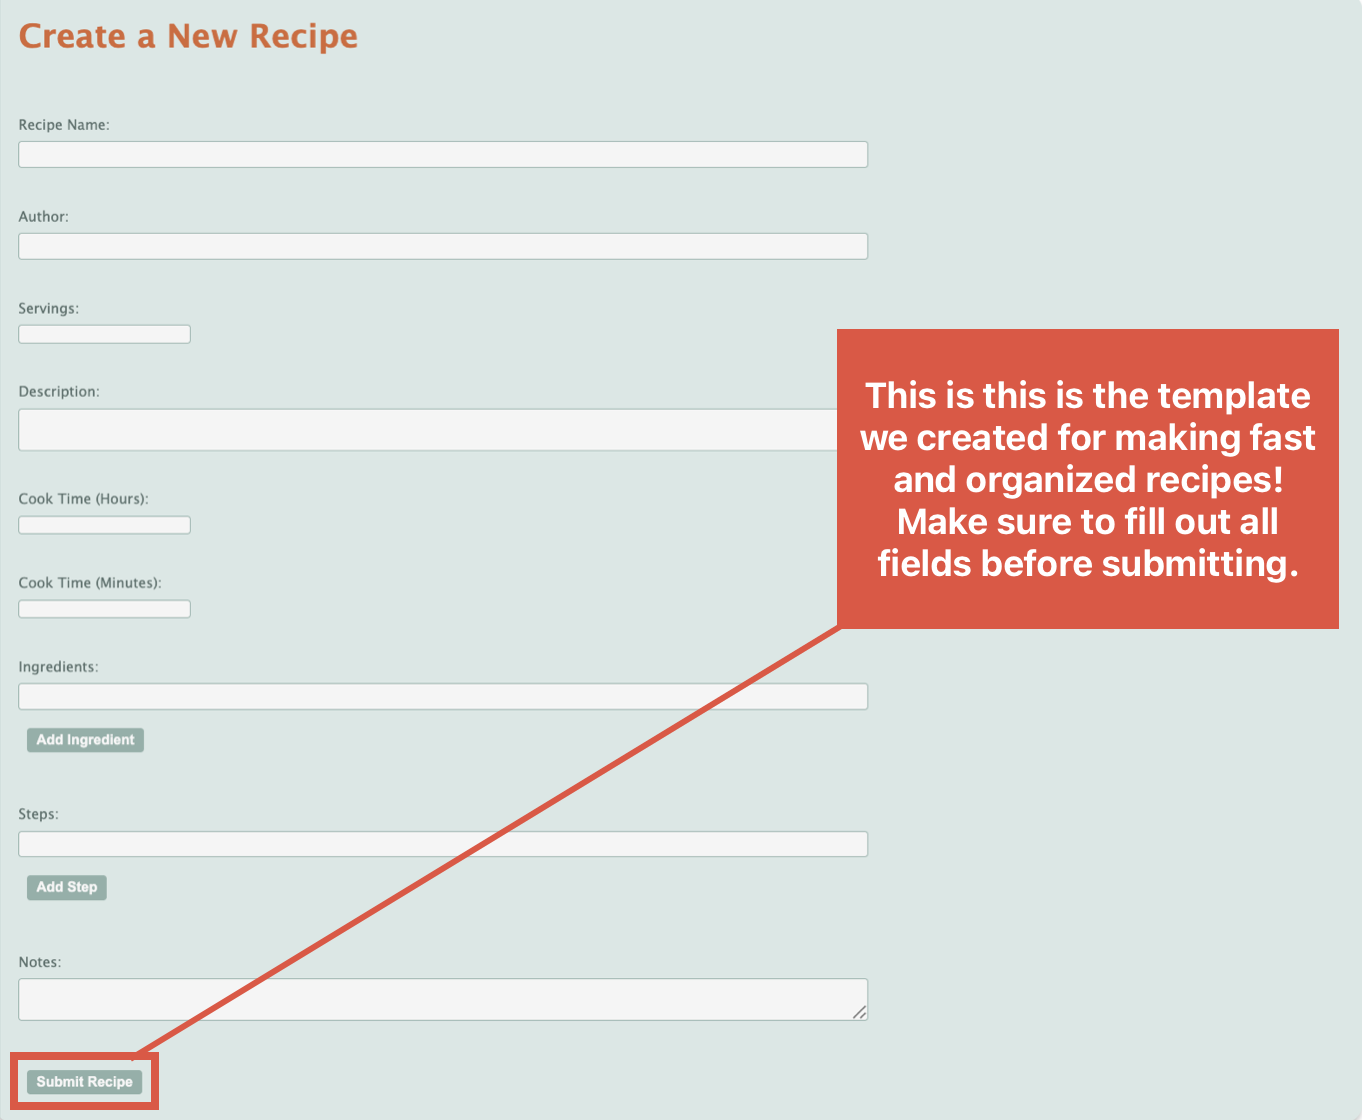 Create a New Recipe
Recipe Name:
Author:
Servings:
Description:
This is this is the template
we created for making fast
and organized recipes!
Make sure to fill out all
fields before submitting.
Cook Time (Hours):
Cook Time (Minutes):
Ingredients:
Add Ingredient
Steps:
Add Step
Notes:
Submit Recipe